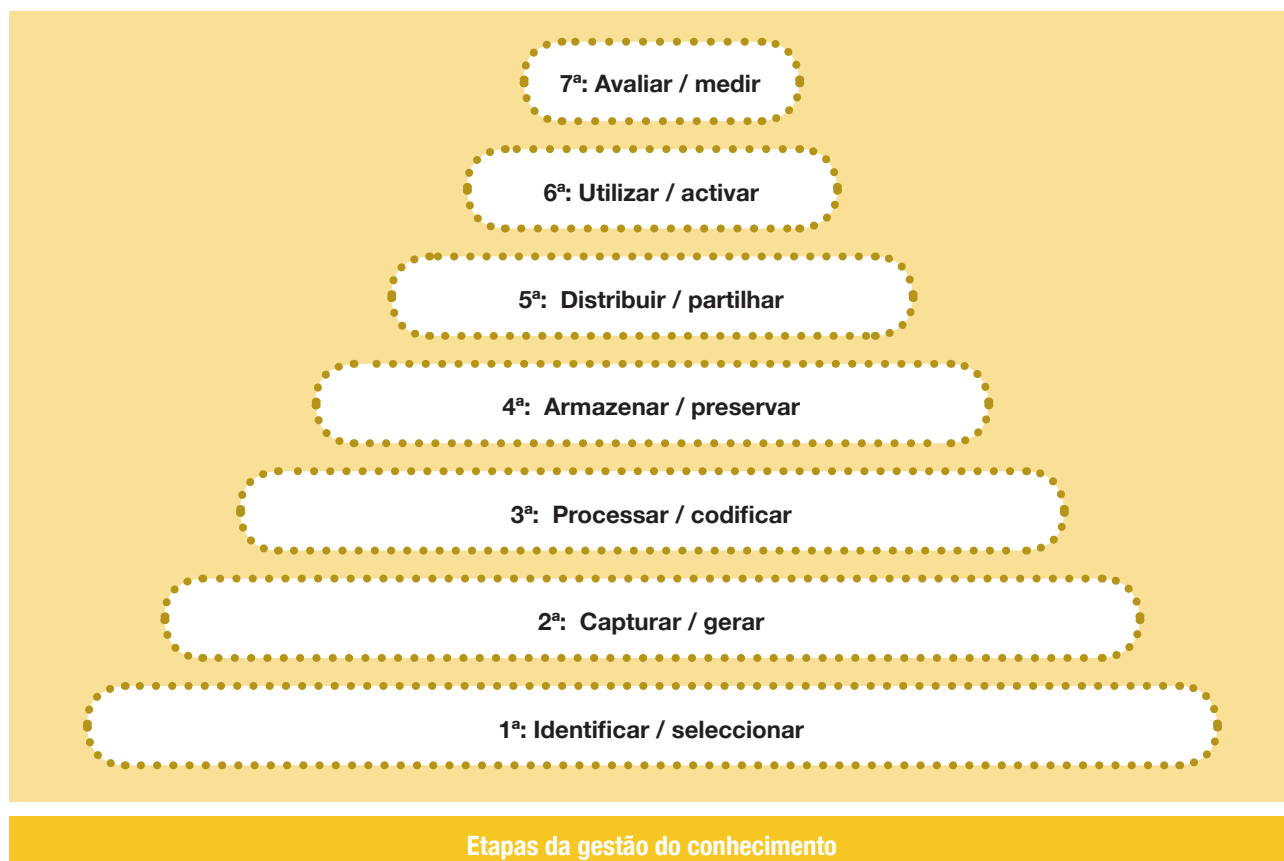 7ª: Avaliar / medir
6ª: Utilizar / activar
5ª: Distribuir / partilhar
4ª: Armazenar / preservar
3ª: Processar / codificar
2ª: Capturar / gerar
1ª: Identificar / seleccionar
Etapas da gestão do conhecimento